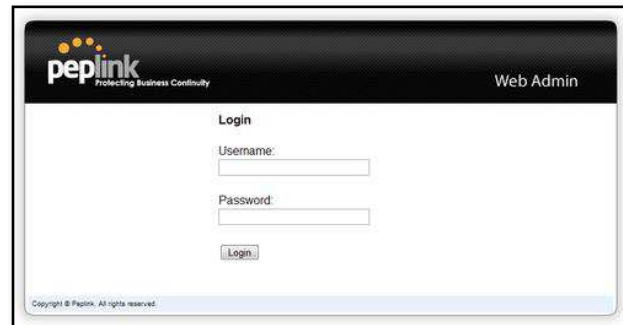 peplink
Protecting Business Continuity
Web Admin
Login
Username:
Password:
Login
Copyright © Peplink. All rights reserved.